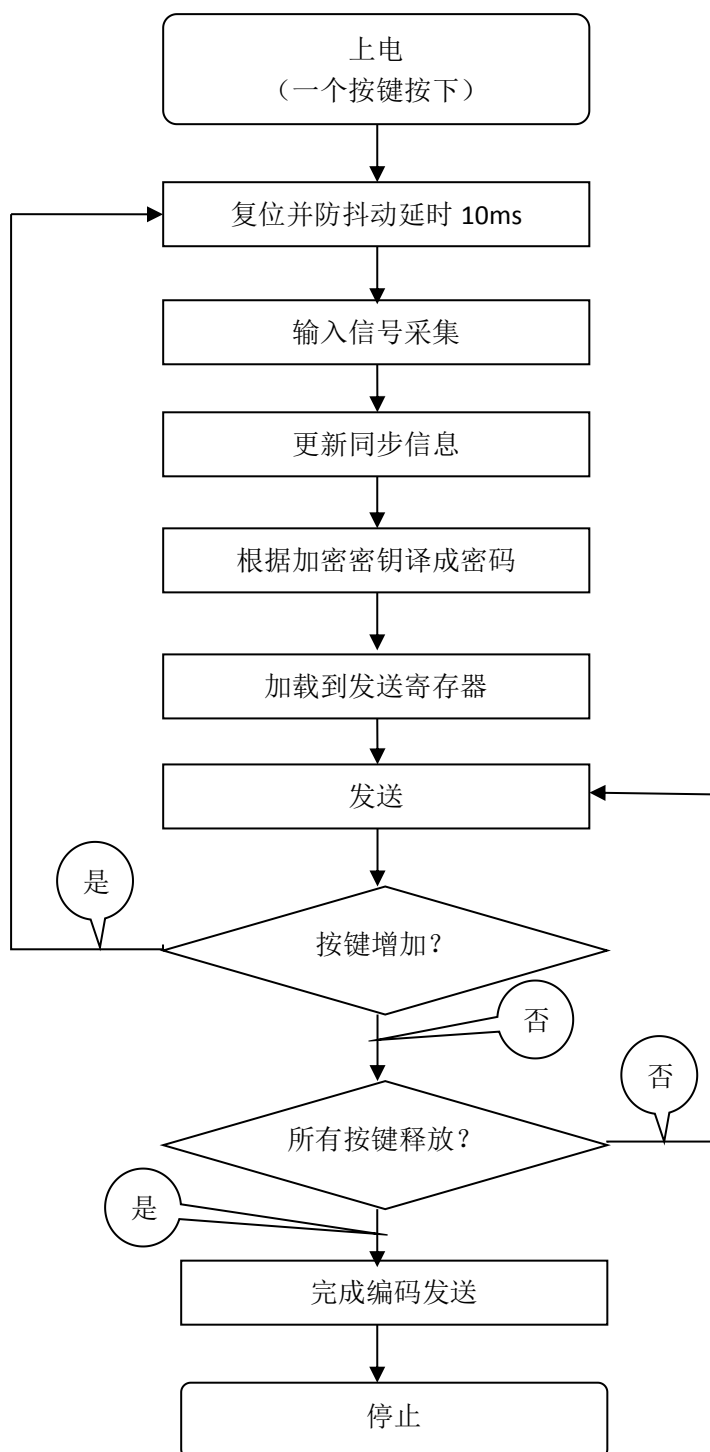 上电
（一个按键按下）
复位并防抖动延时 10ms
输入信号采集
更新同步信息
根据加密密钥译成密码
加载到发送寄存器
发送
是
按键增加？
否
否
所有按键释放？
是
完成编码发送
停止